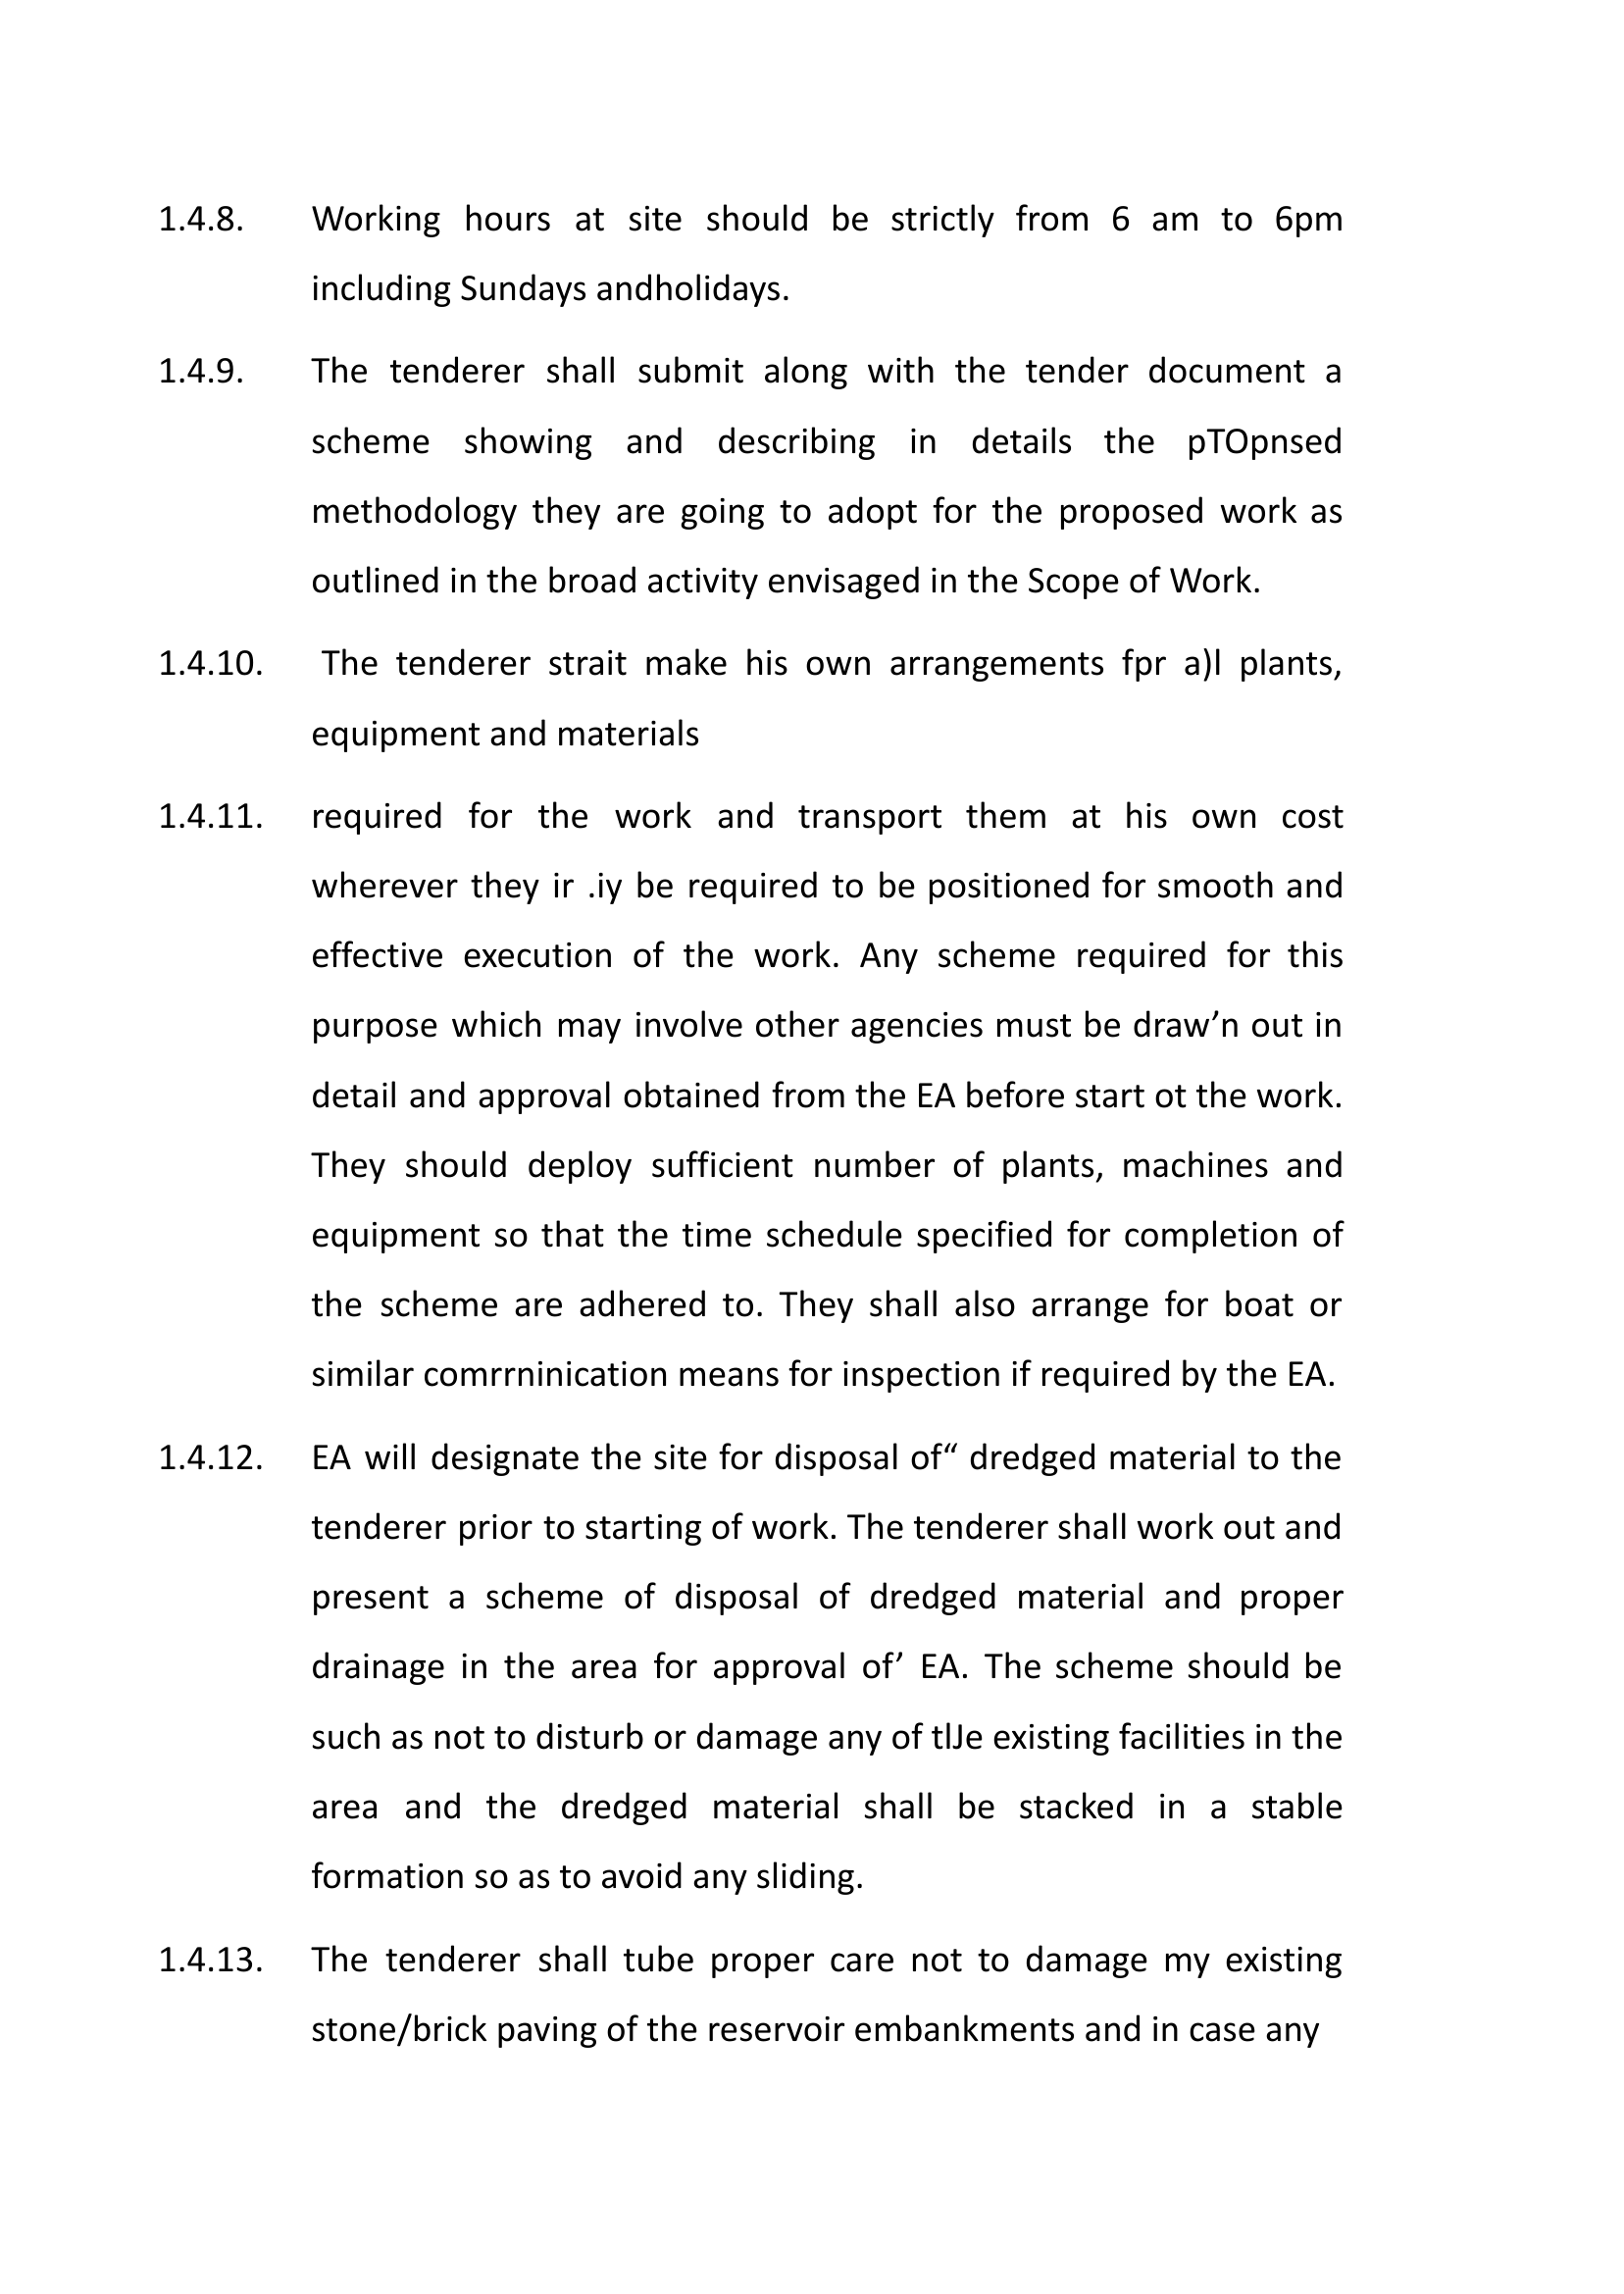 1.4.8. Working hours at site should be strictly from 6 am to 6pm
including Sundays andholidays.
1.4.9. The tenderer shall submit along with the tender document a
scheme showing and describing in details the pTOpnsed
methodology they are going to adopt for the proposed work as
outlined in the broad activity envisaged in the Scope of Work.
1.4.10. The tenderer strait make his own arrangements fpr a)l plants,
equipment and materials
1.4.11. required for the work and transport them at his own cost
wherever they ir .iy be required to be positioned for smooth and
effective execution of the work. Any scheme required for this
purpose which may involve other agencies must be draw’n out in
detail and approval obtained from the EA before start ot the work.
They should deploy sufficient number of plants, machines and
equipment so that the time schedule specified for completion of
the scheme are adhered to. They shall also arrange for boat or
similar comrrninication means for inspection if required by the EA.
1.4.12. EA will designate the site for disposal of“ dredged material to the
tenderer prior to starting of work. The tenderer shall work out and
present a scheme of disposal of dredged material and proper
drainage in the area for approval of’ EA. The scheme should be
such as not to disturb or damage any of tlJe existing facilities in the
area and the dredged material shall be stacked in a stable
formation so as to avoid any sliding.
1.4.13. The tenderer shall tube proper care not to damage my existing
stone/brick paving of the reservoir embankments and in case any